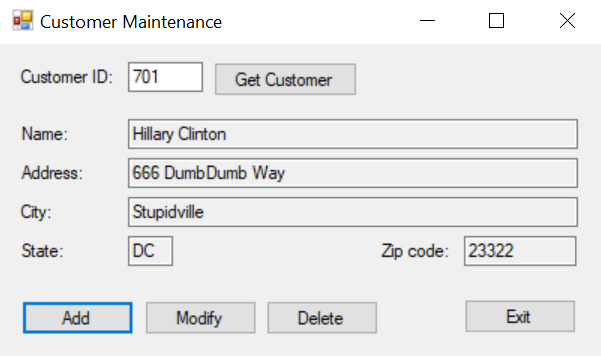 Customer Maintenance
Customer ID: 701 Get Customer
Name: Hillary Clinton
Address: 666 DumbDumb Way
City: Stupidville
State: DC Zip code: 23322
Add Modify Delete Exit